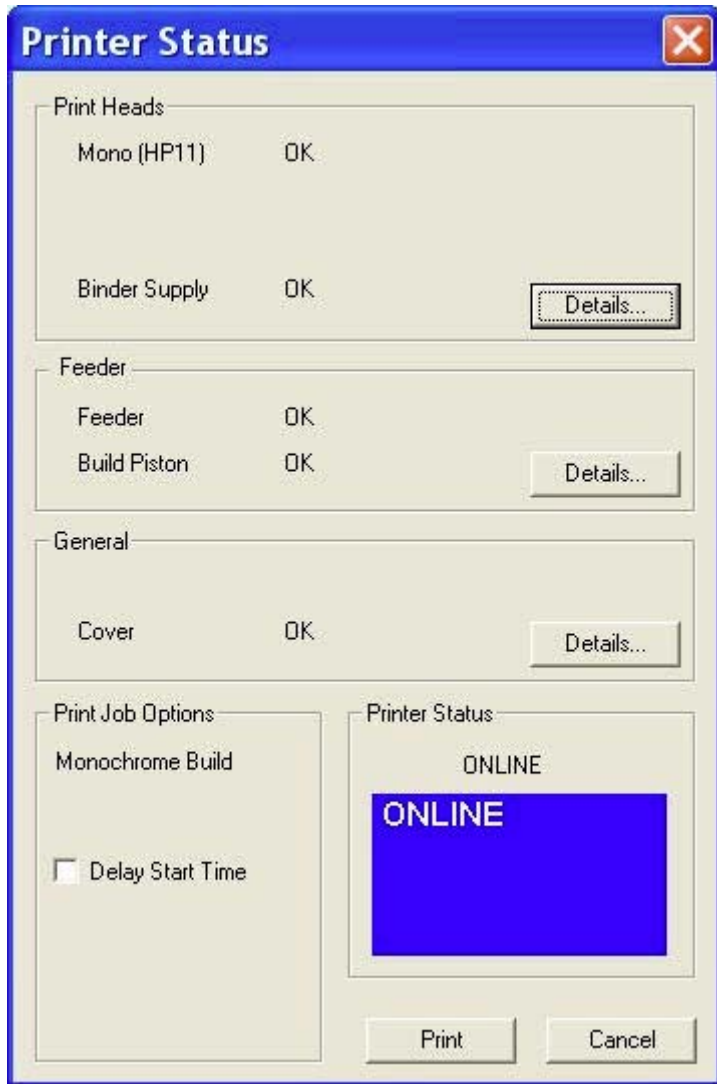 Printer Status
Print Heads
Mono (HP11) OK
Binder Supply OK
Details...
Feeder
Feeder OK
Build Piston OK
Details...
General
Cover OK
Details...
Print Job Options
Monochrome Build
Delay Start Time
Printer Status
ONLINE
ONLINE
Print Cancel